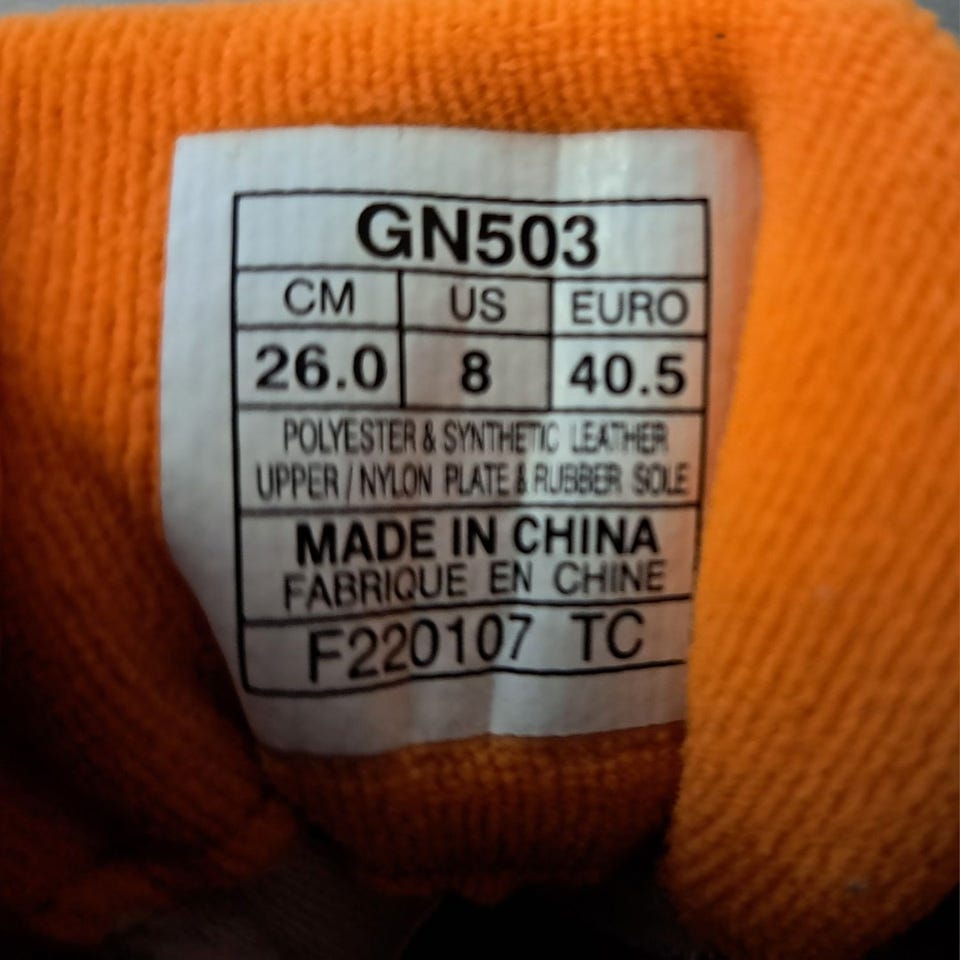 GN503
CM US EURO
26.0 8 40.5
POLYESTER & SYNTHETIC LEATHER
UPPER / NYLON PLATE & RUBBER SOLE
MADE IN CHINA
FABRIQUE EN CHINE
F220107 TC